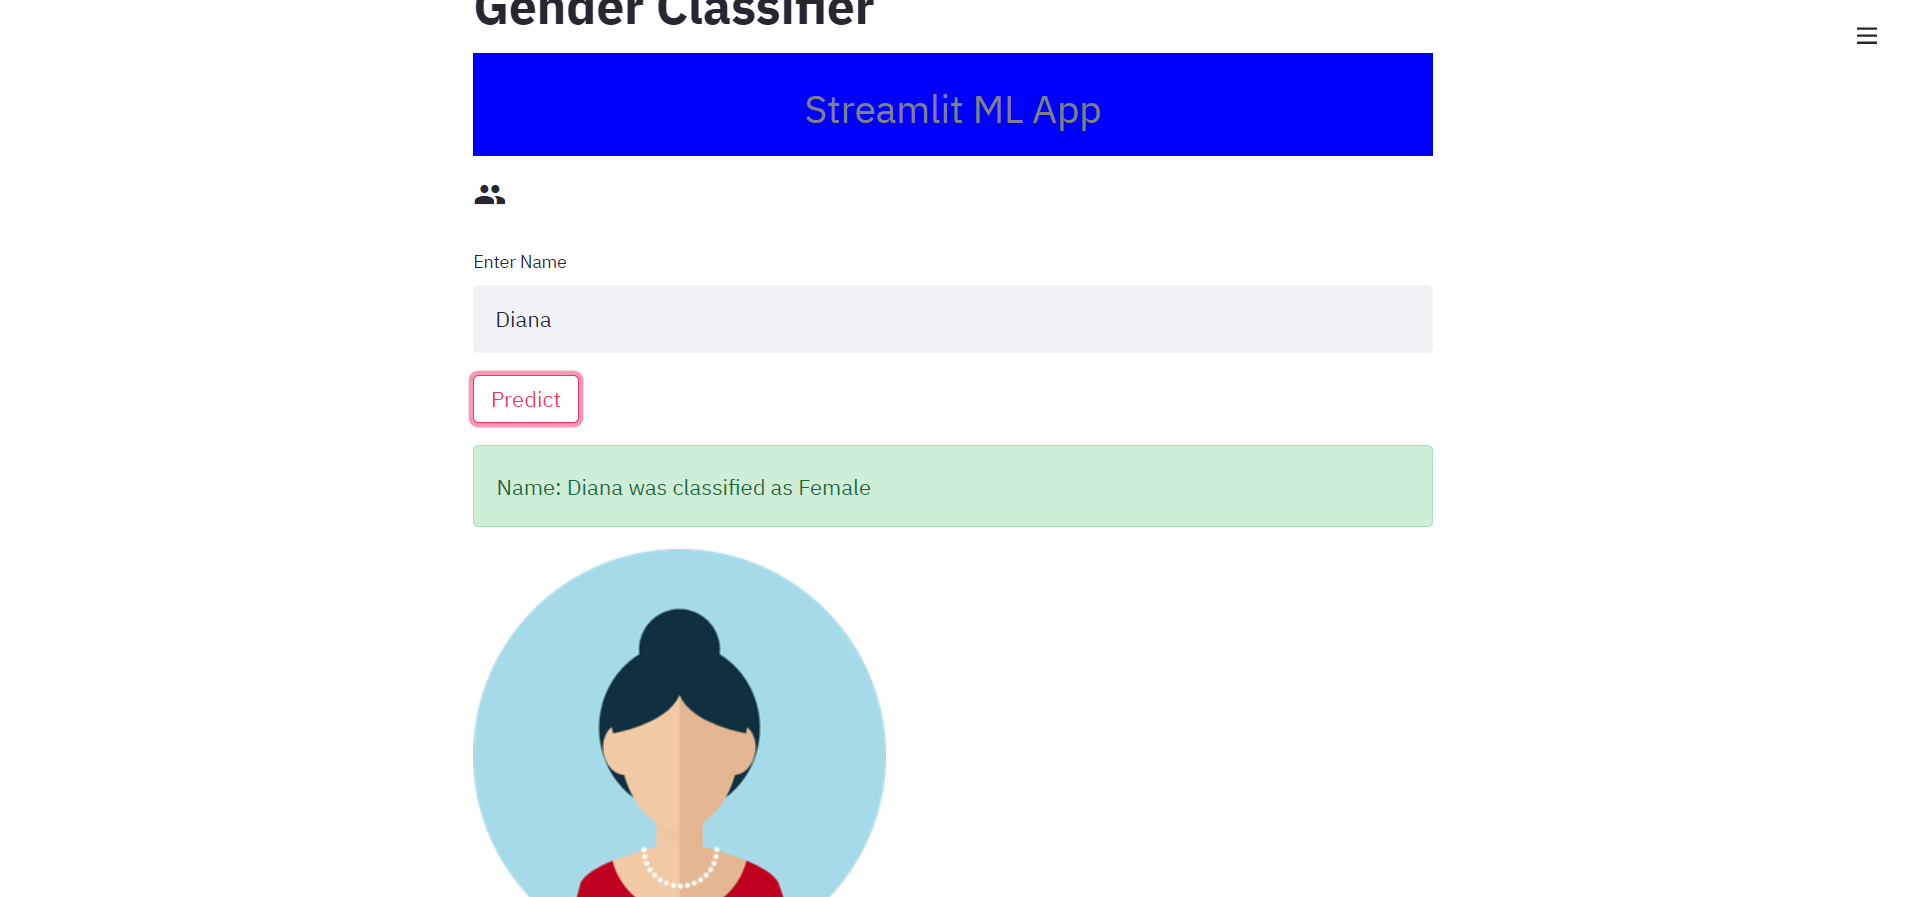 Gender Classifier
Streamlit ML App
Enter Name
Diana
Predict
Name: Diana was classified as Female